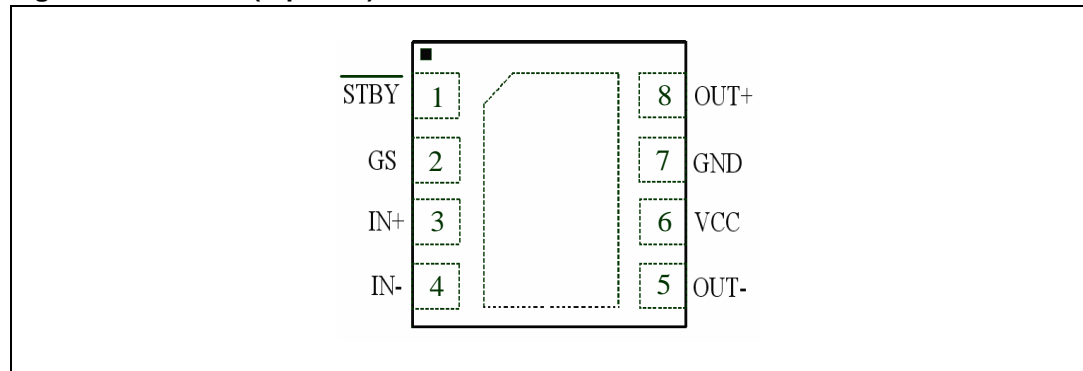 STBY 1 8 OUT+
GS 2 7 GND
IN+ 3 6 VCC
IN- 4 5 OUT-